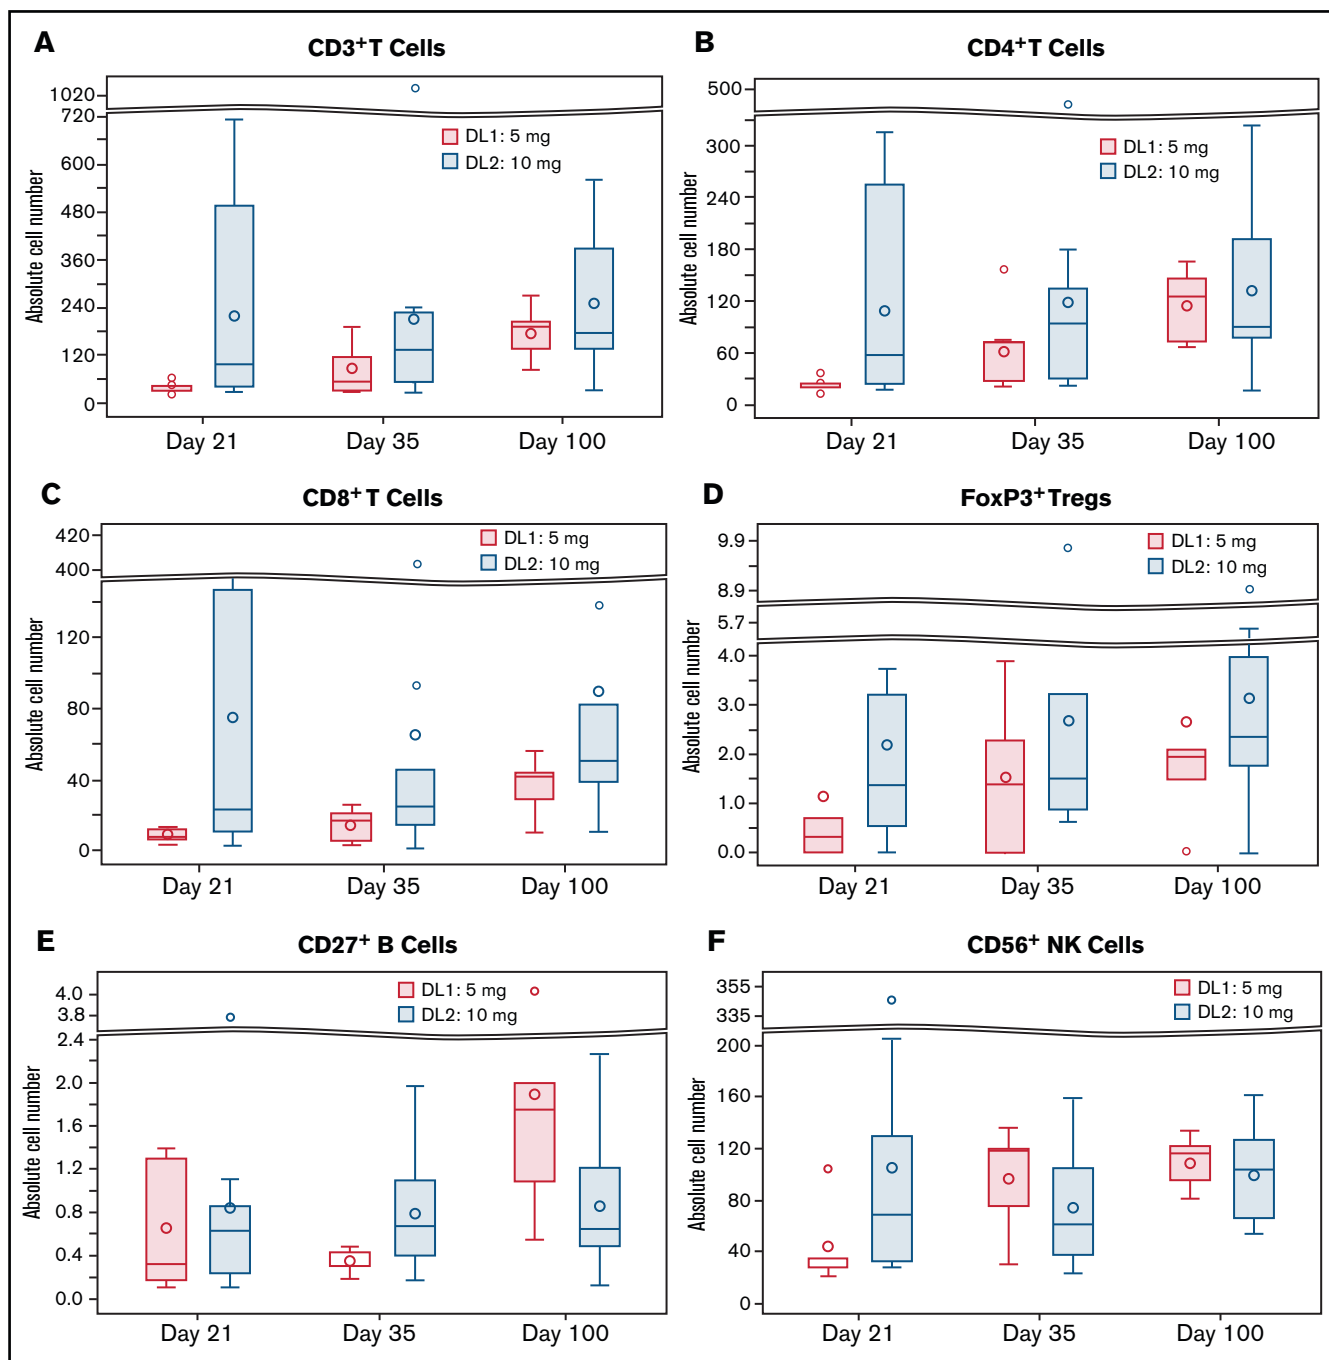 A
CD3+ T Cells
Absolute cell number
1020
720
600
480
360
240
120
0
DL1: 5 mg
DL2: 10 mg
Day 21
Day 35
Day 100
B
CD4+ T Cells
Absolute cell number
500
300
240
180
120
60
0
DL1: 5 mg
DL2: 10 mg
Day 21
Day 35
Day 100
C
CD8+ T Cells
Absolute cell number
420
400
120
80
40
0
DL1: 5 mg
DL2: 10 mg
Day 21
Day 35
Day 100
D
FoxP3+ Tregs
Absolute cell number
9.9
8.9
5.7
4.0
3.0
2.0
1.0
0.0
DL1: 5 mg
DL2: 10 mg
Day 21
Day 35
Day 100
E
CD27+ B Cells
Absolute cell number
4.0
3.8
2.4
2.0
1.6
1.2
0.8
0.4
0.0
DL1: 5 mg
DL2: 10 mg
Day 21
Day 35
Day 100
F
CD56+ NK Cells
Absolute cell number
355
335
200
160
120
80
40
0
DL1: 5 mg
DL2: 10 mg
Day 21
Day 35
Day 100